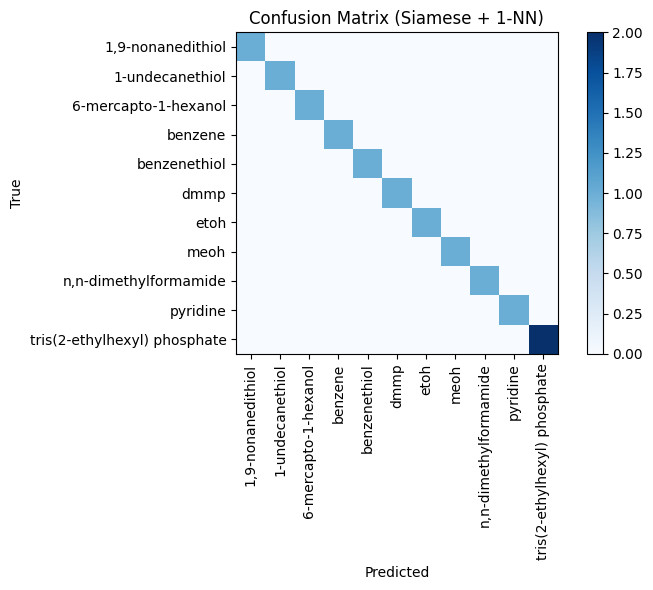 Confusion Matrix (Siamese + 1-NN)
True
1,9-nonanedithiol
1-undecanethiol
6-mercapto-1-hexanol
benzene
benzenethiol
dmmp
etoh
meoh
n,n-dimethylformamide
pyridine
tris(2-ethylhexyl) phosphate
1,9-nonanedithiol
1-undecanethiol
6-mercapto-1-hexanol
benzene
benzenethiol
dmmp
etoh
meoh
n,n-dimethylformamide
pyridine
tris(2-ethylhexyl) phosphate
Predicted
2.00
1.75
1.50
1.25
1.00
0.75
0.50
0.25
0.00